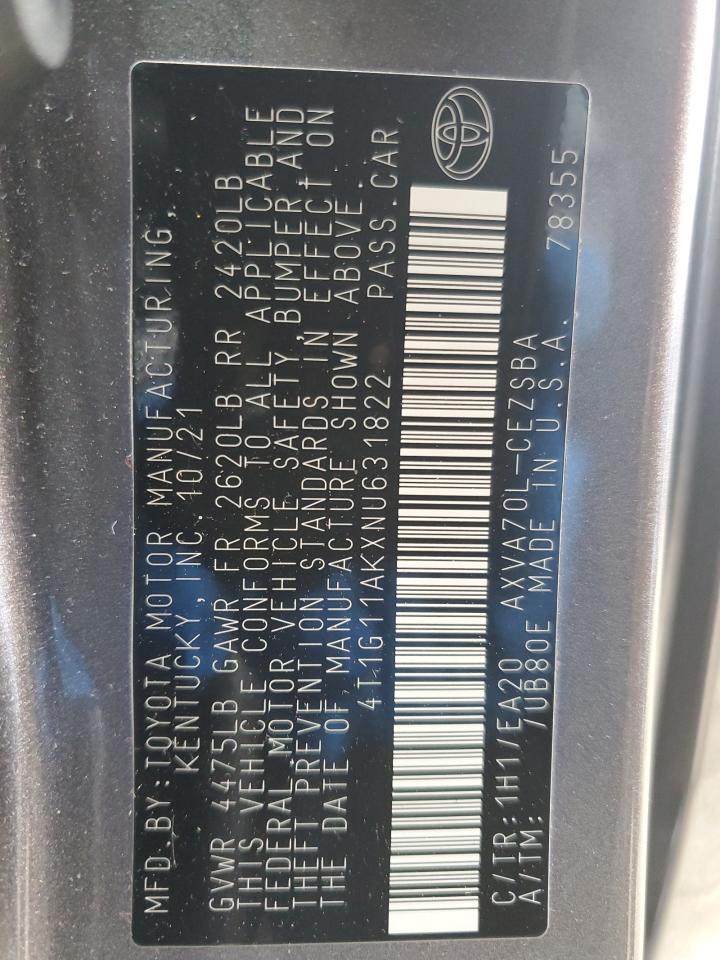 MFD.BY:TOYOTA MOTOR MANUFACTURING,
KENTUCKY,INC. 10/21
GVWR 4475LB GAWR FR 2620LB RR 2420LB
THIS VEHICLE CONFORMS TO ALL APPLICABLE
FEDERAL MOTOR VEHICLE SAFETY, BUMPER,AND
THEFT PREVENTION STANDARDS IN EFFECT ON
THE DATE OF MANUFACTURE SHOWN ABOVE.
4T1G11AKXNU631822 PASS.CAR
C/TR:1H1/EA20 AXVA70L-CEZSBA
A/TM: /UB80E MADE IN U.S.A. 78355